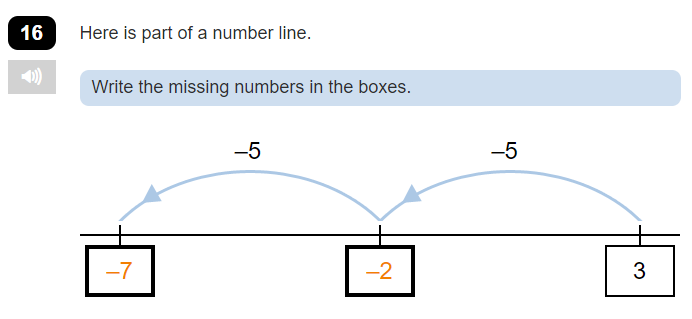 16 Here is part of a number line.
Write the missing numbers in the boxes.
–5 –5
–7 –2 3